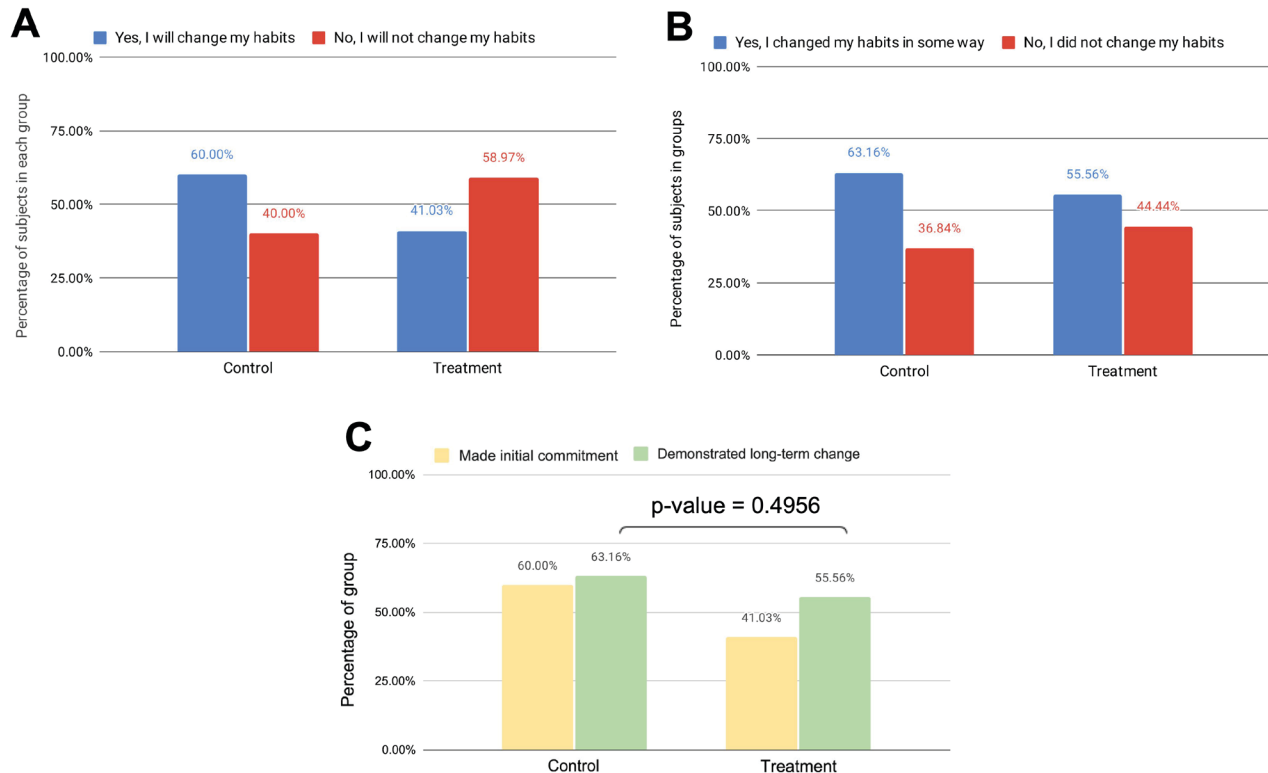 A
Yes, I will change my habits
No, I will not change my habits
Percentage of subjects in each group
100.00%
75.00%
50.00%
25.00%
0.00%
60.00%
40.00%
41.03%
58.97%
Control
Treatment
B
Yes, I changed my habits in some way
No, I did not change my habits
Percentage of subjects in groups
100.00%
75.00%
50.00%
25.00%
0.00%
63.16%
36.84%
55.56%
44.44%
Control
Treatment
C
Made initial commitment
Demonstrated long-term change
Percentage of group
100.00%
75.00%
50.00%
25.00%
0.00%
p-value = 0.4956
60.00%
63.16%
41.03%
55.56%
Control
Treatment